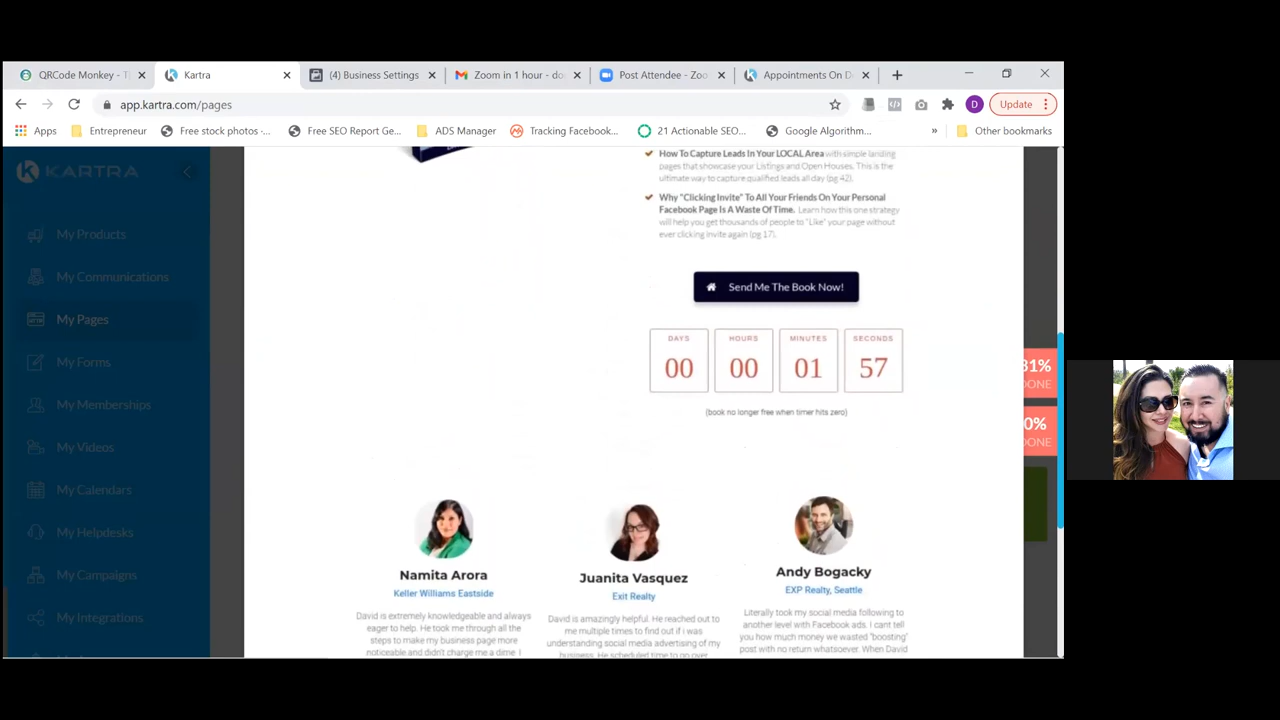 QRCode Monkey - T
Kartra
(4) Business Settings
Zoom in 1 hour - do
Post Attendee - Zoo
Appointments On D
app.kartra.com/pages
D
Update
Apps
Entrepreneur
Free stock photos -...
Free SEO Report Ge...
ADS Manager
Tracking Facebook...
21 Actionable SEO...
Google Algorithm...
»
Other bookmarks
KARTRA
My Products
My Communications
My Pages
My Forms
My Memberships
My Videos
My Calendars
My Helpdesks
My Campaigns
My Integrations
How To Capture Leads In Your LOCAL Area with simple landing
pages that showcase your Listings and Open Houses. This is the
ultimate way to capture qualified leads all day (pg 42).
Why "Clicking Invite" To All Your Friends On Your Personal
Facebook Page Is A Waste Of Time. Learn how this one strategy
will help you get thousands of people to "Like" your page without
ever clicking invite again (pg 17).
Send Me The Book Now!
DAYS HOURS MINUTES SECONDS
00 00 01 57
(book no longer free when timer hits zero)
31%
DONE
0%
DONE
Namita Arora
Keller Williams Eastside
David is extremely knowledgeable and always
eager to help. He took me through all the
steps to make my business page more
noticeable and didn't charge me a dime. I
Juanita Vasquez
Exit Realty
David is amazingly helpful. He reached out to
me multiple times to find out if i was
understanding social media advertising of my
business. He scheduled time to go over
Andy Bogacky
EXP Realty, Seattle
Literally took my social media following to
another level with Facebook ads. I cant tell
you how much money we wasted "boosting"
post with no return whatsoever. When David